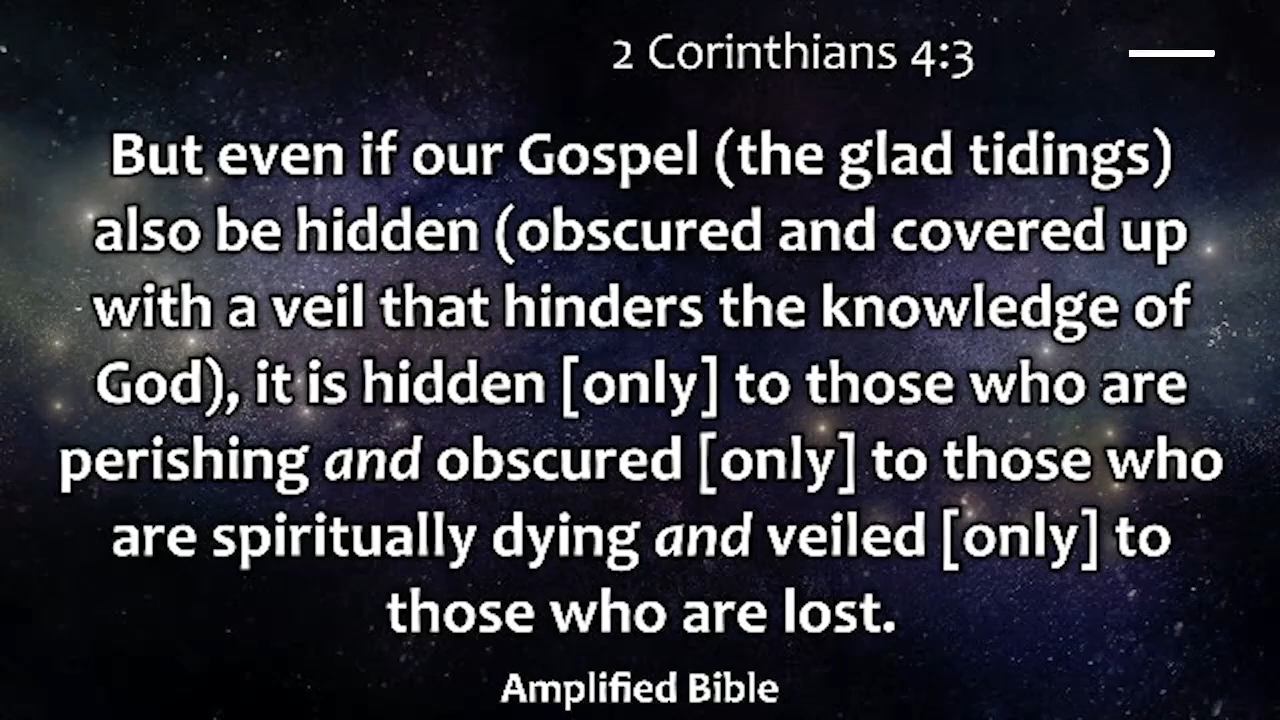 2 Corinthians 4:3
But even if our Gospel (the glad tidings)
also be hidden (obscured and covered up
with a veil that hinders the knowledge of
God), it is hidden [only] to those who are
perishing and obscured [only] to those who
are spiritually dying and veiled [only] to
those who are lost.
Amplified Bible